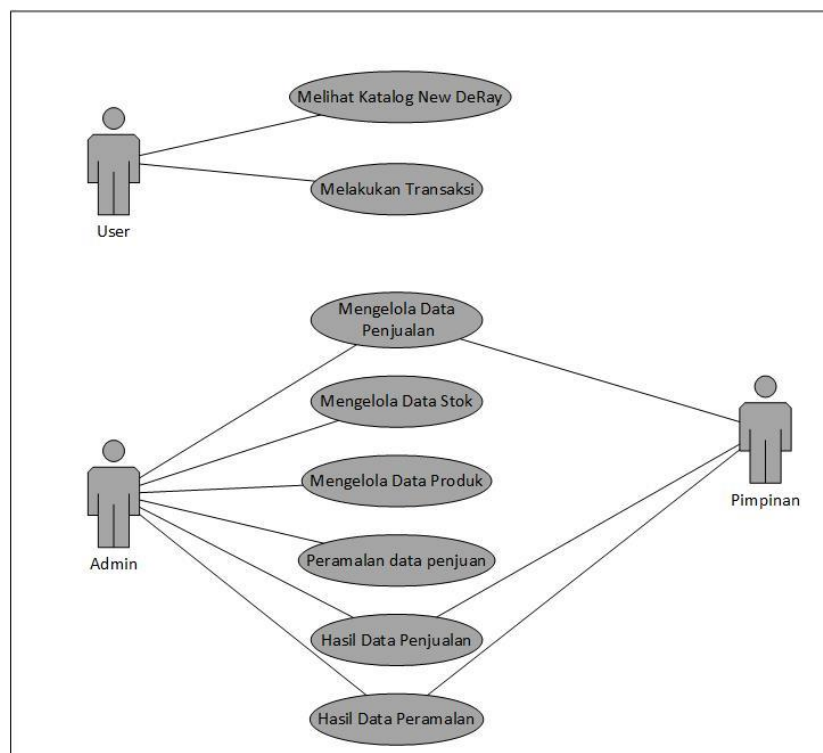 Melihat Katalog New DeRay
Melakukan Transaksi
User
Mengelola Data
Penjualan
Mengelola Data Stok
Mengelola Data Produk
Pimpinan
Peramalan data penjuan
Admin
Hasil Data Penjualan
Hasil Data Peramalan